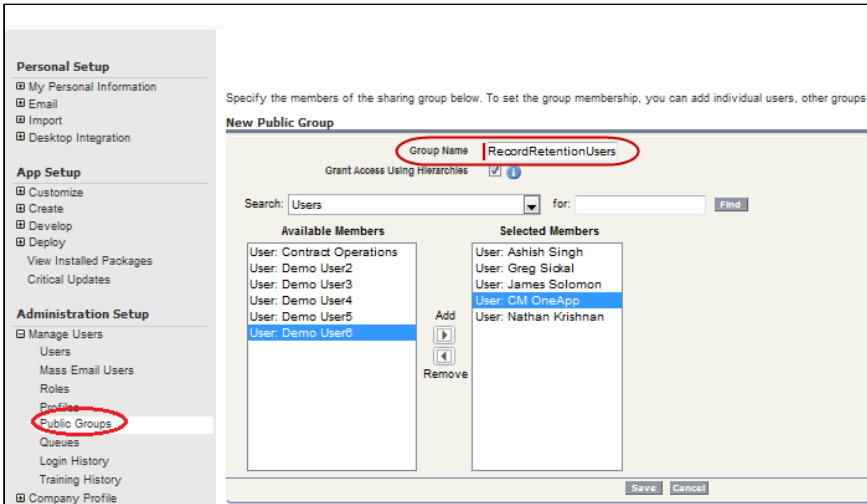 Personal Setup
My Personal Information
Email
Import
Desktop Integration
App Setup
Customize
Create
Develop
Deploy
View Installed Packages
Critical Updates
Administration Setup
Manage Users
Users
Mass Email Users
Roles
Profiles
Public Groups
Queues
Login History
Training History
Company Profile
Specify the members of the sharing group below. To set the group membership, you can add individual users, other groups
New Public Group
Group Name RecordRetentionUsers
Grant Access Using Hierarchies
Search: Users for: Find
Available Members
User: Contract Operations
User: Demo User2
User: Demo User3
User: Demo User4
User: Demo User5
User: Demo User6
Add
Remove
Selected Members
User: Ashish Singh
User: Greg Sickal
User: James Solomon
User: CM OneApp
User: Nathan Krishnan
Save Cancel